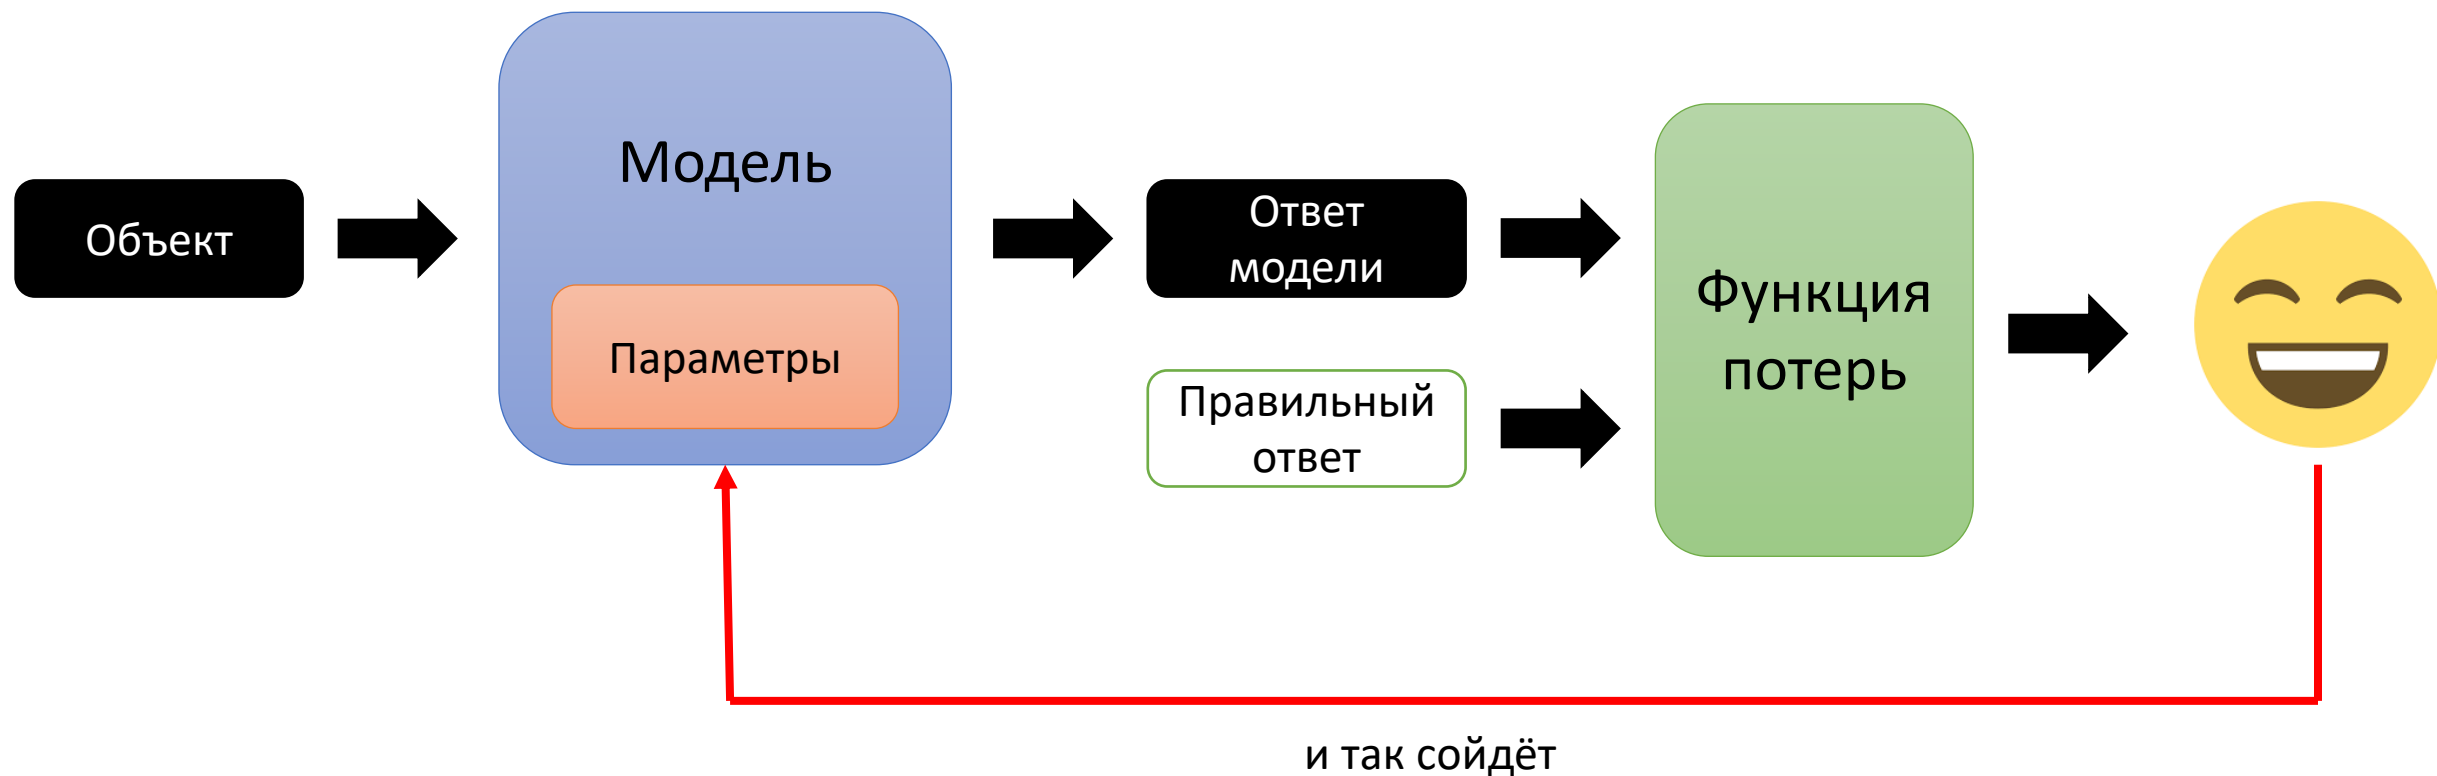 Объект
Модель
Параметры
Ответ
модели
Правильный
ответ
Функция
потерь
и так сойдёт